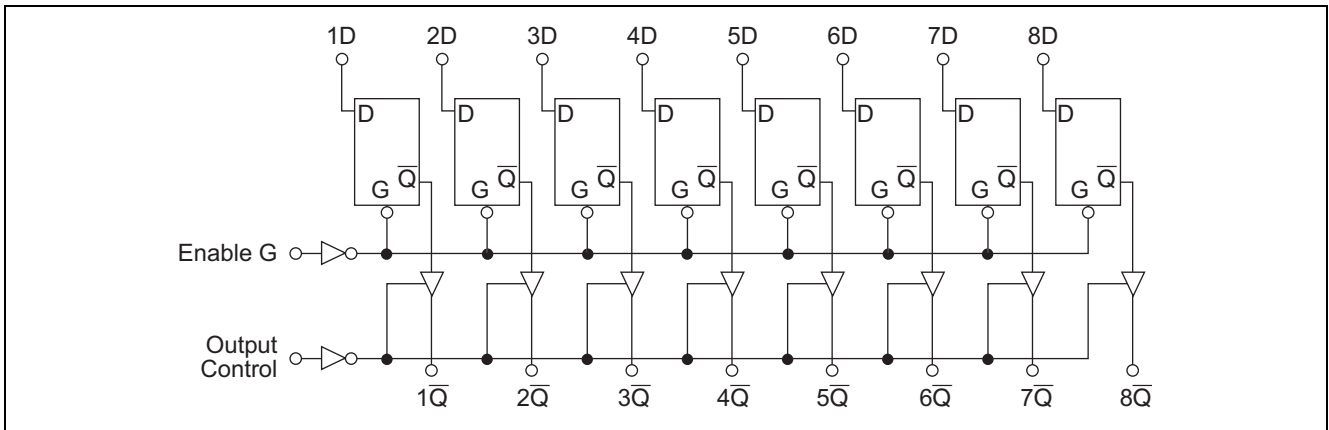 1D 2D 3D 4D 5D 6D 7D 8D
D D D D D D D D
Q̅ Q̅ Q̅ Q̅ Q̅ Q̅ Q̅ Q̅
G G G G G G G G
Enable G
Output
Control
1Q̅ 2Q̅ 3Q̅ 4Q̅ 5Q̅ 6Q̅ 7Q̅ 8Q̅